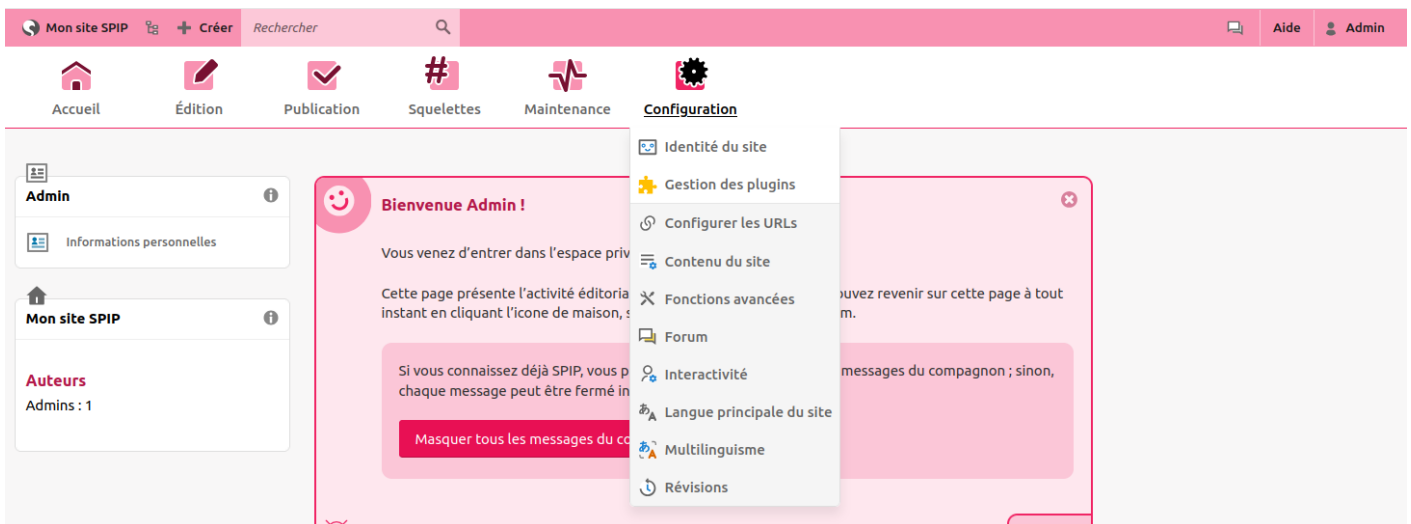 Mon site SPIP Créer Rechercher Aide Admin
Accueil Édition Publication Squelettes Maintenance Configuration
Identité du site
Gestion des plugins
Configurer les URLs
Contenu du site
Fonctions avancées
Forum
Interactivité
Langue principale du site
Multilinguisme
Révisions
Admin
Informations personnelles
Mon site SPIP
Auteurs
Admins : 1
Bienvenue Admin !
Vous venez d’entrer dans l’espace priv
Cette page présente l’activité éditoria ouvez revenir sur cette page à tout
instant en cliquant l’icone de maison, s m.
Si vous connaissez déjà SPIP, vous p messages du compagnon ; sinon,
chaque message peut être fermé in
Masquer tous les messages du co